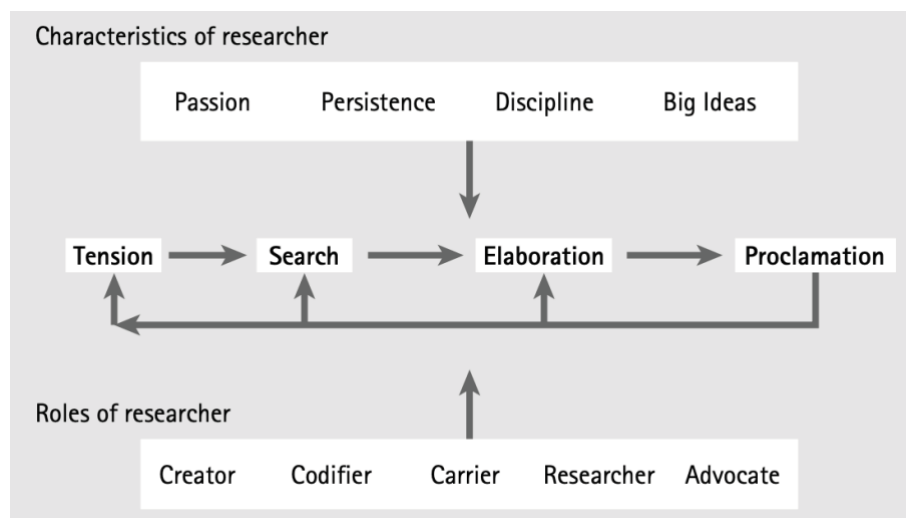 Characteristics of researcher
Passion Persistence Discipline Big Ideas
Tension Search Elaboration Proclamation
Roles of researcher
Creator Codifier Carrier Researcher Advocate